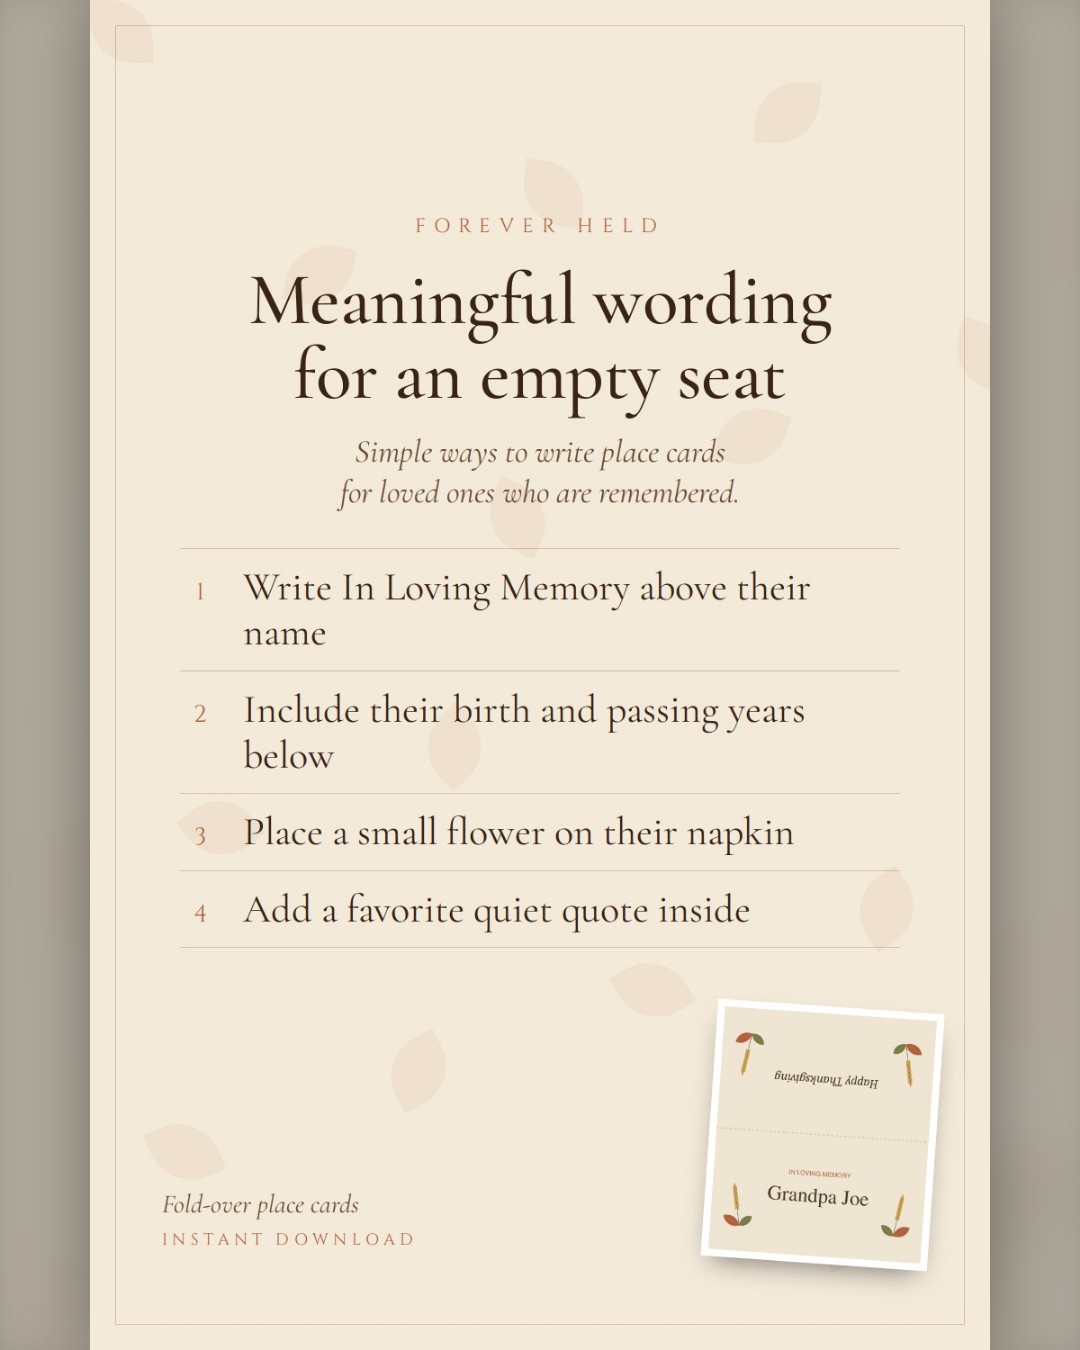 FOREVER HELD
Meaningful wording
for an empty seat
Simple ways to write place cards
for loved ones who are remembered.
1 Write In Loving Memory above their
name
2 Include their birth and passing years
below
3 Place a small flower on their napkin
4 Add a favorite quiet quote inside
Happy Thanksgiving
IN LOVING MEMORY
Grandpa Joe
Fold-over place cards
INSTANT DOWNLOAD